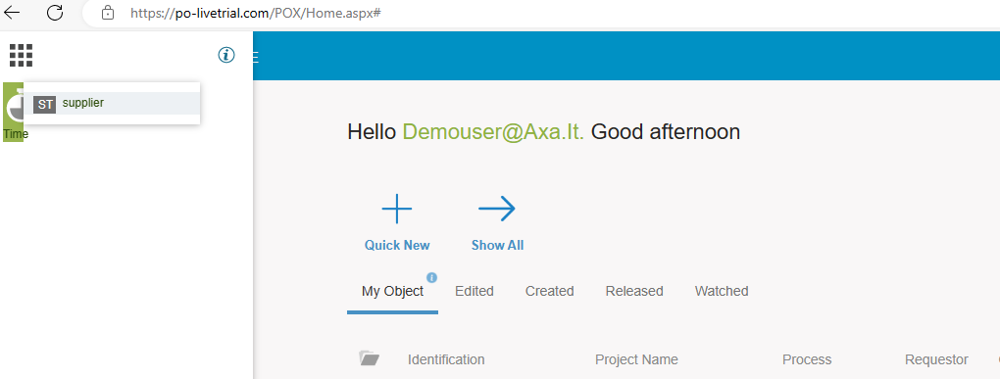 https://po-livetrial.com/POX/Home.aspx#
ST supplier
Time
Hello Demouser@Axa.It. Good afternoon
Quick New
Show All
My Object
Edited
Created
Released
Watched
Identification
Project Name
Process
Requestor